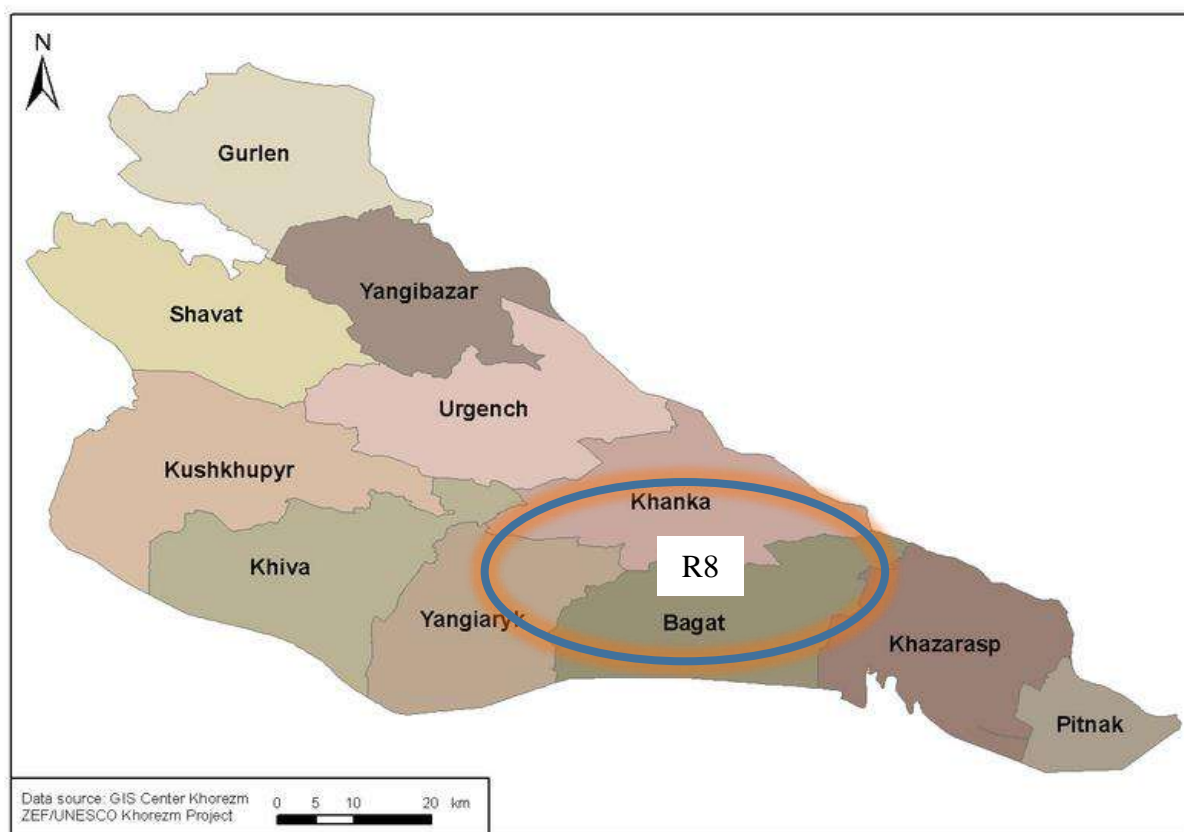 N
Gurlen
Yangibazar
Shavat
Urgench
Kushkhupyr
Khanka
Khiva
R8
Yangiaryk
Bagat
Khazarasp
Pitnak
Data source: GIS Center Khorezm
ZEF/UNESCO Khorezm Project
0 5 10 20 km